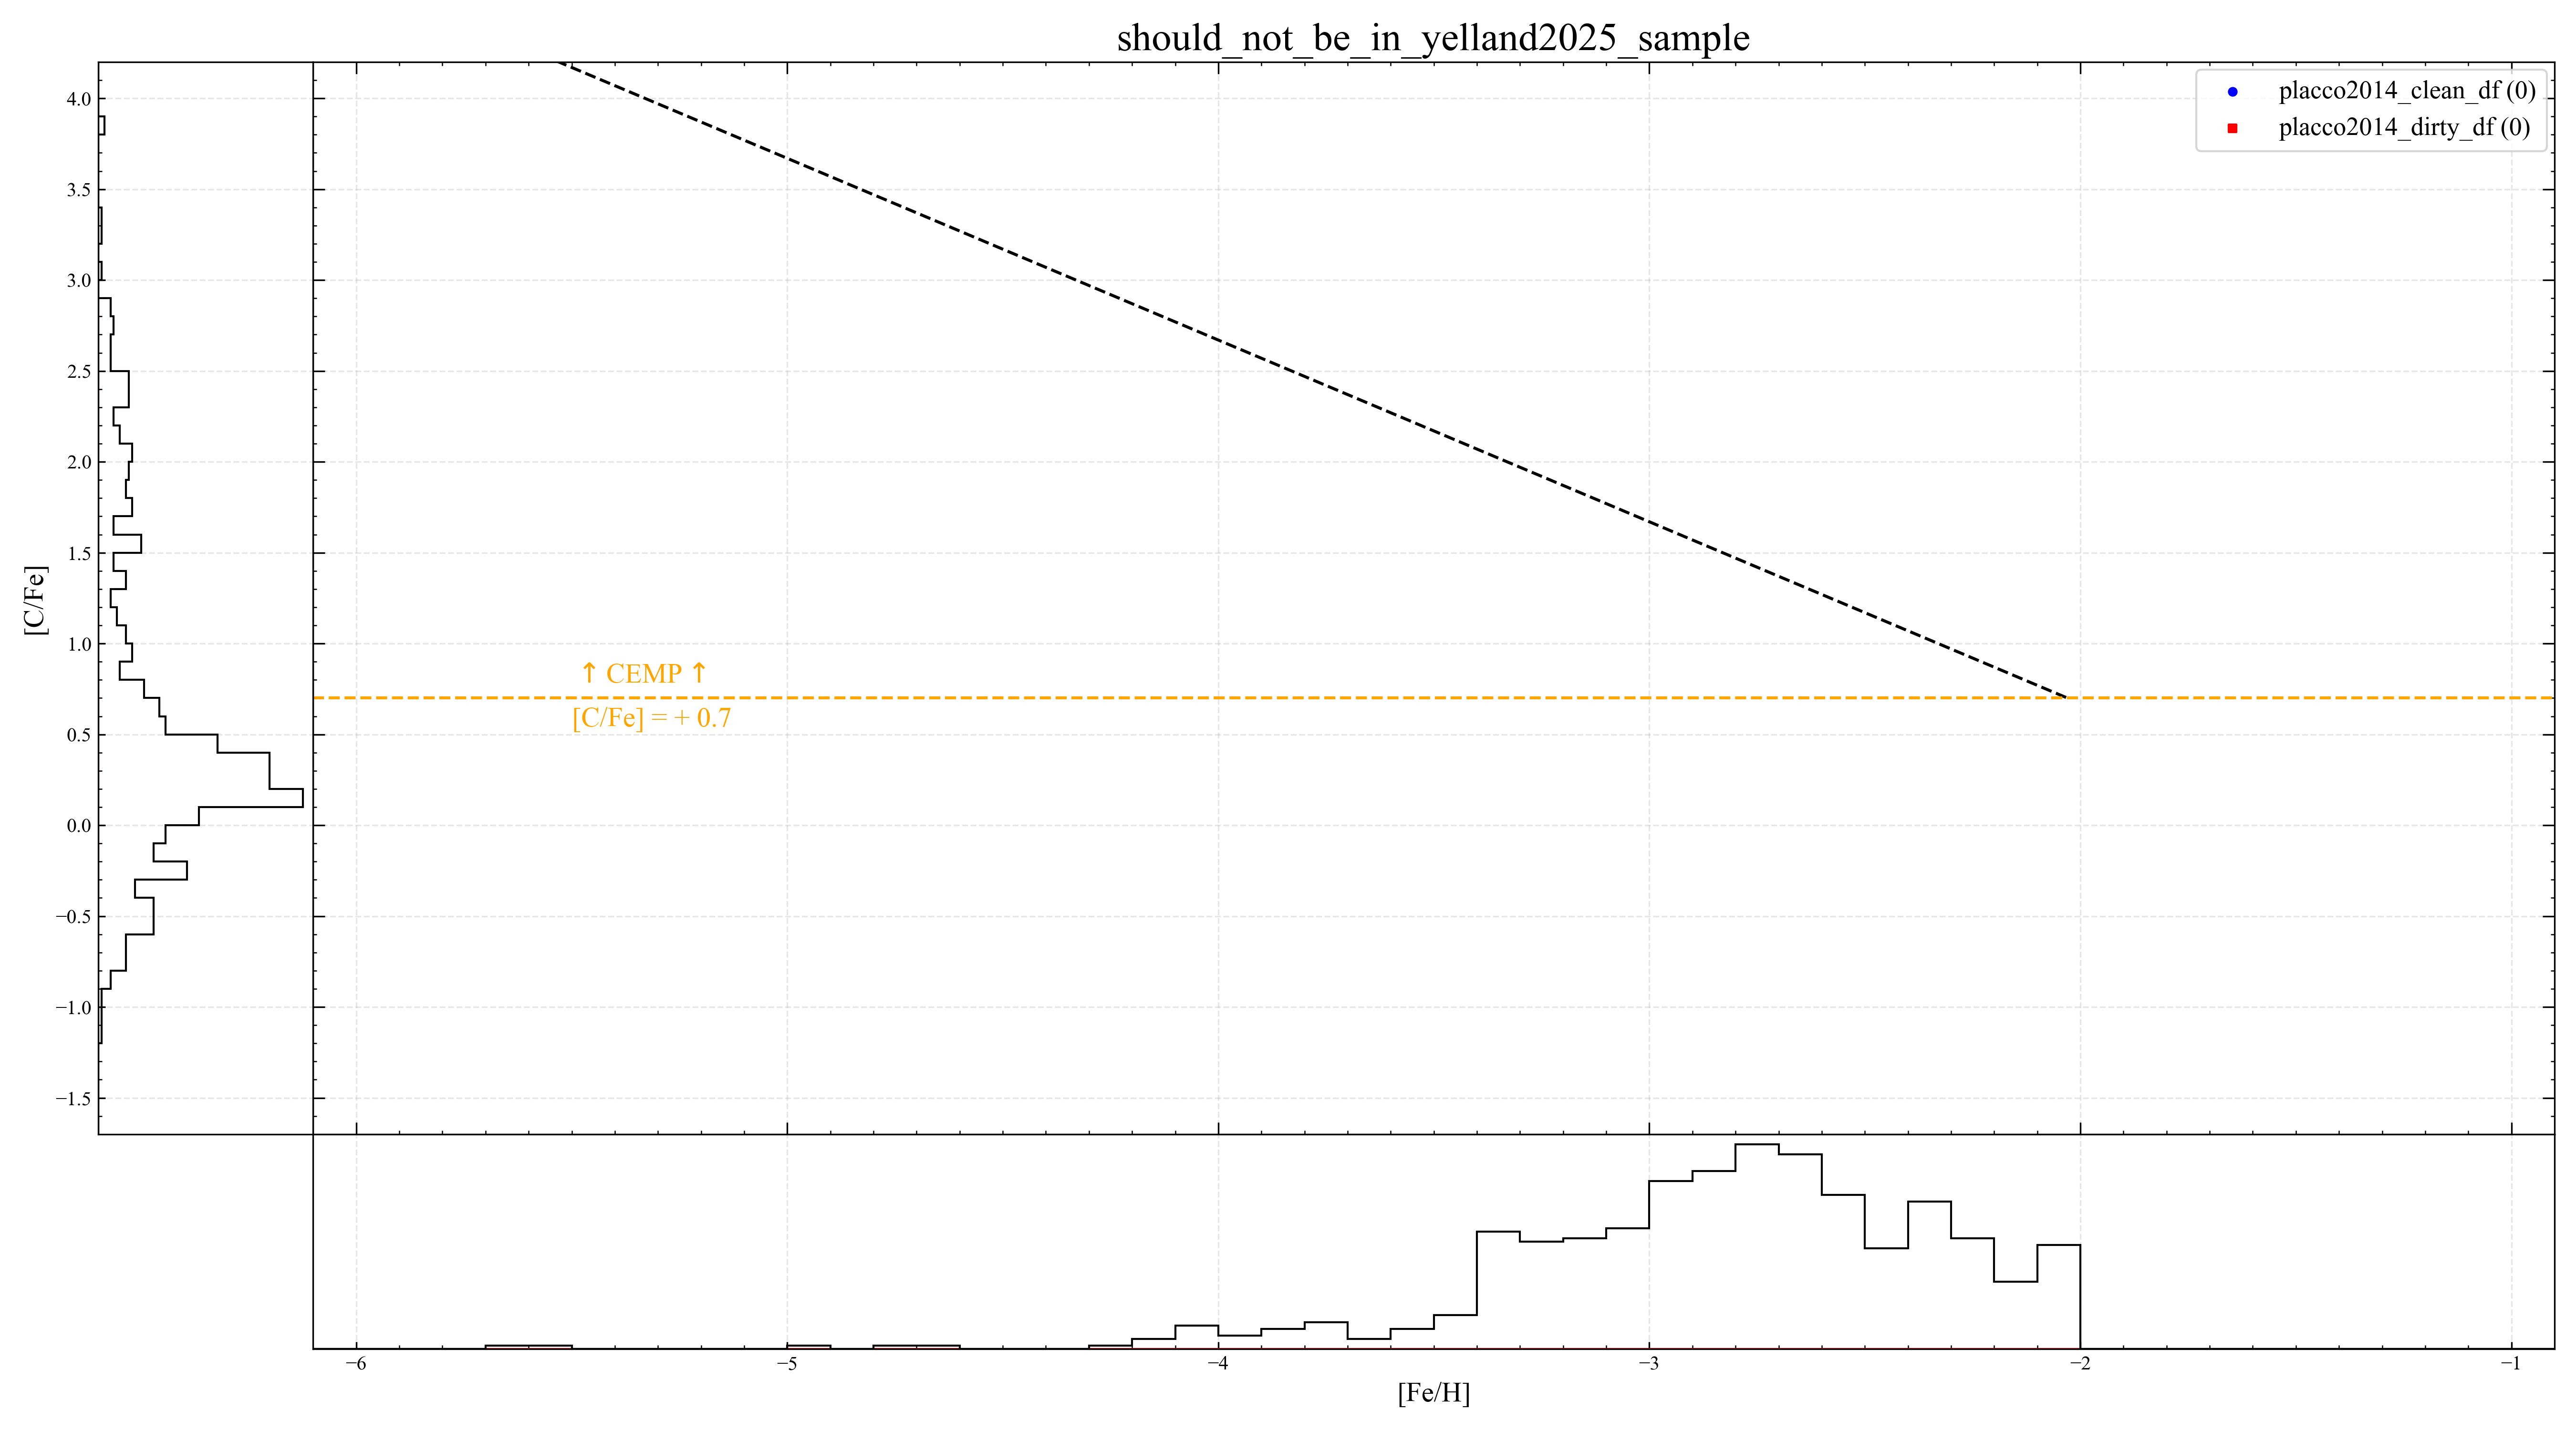 should_not_be_in_yelland2025_sample
placco2014_clean_df (0)
placco2014_dirty_df (0)
4.0
3.5
3.0
2.5
2.0
1.5
1.0
0.5
0.0
−0.5
−1.0
−1.5
[C/Fe]
↑ CEMP ↑
[C/Fe] = + 0.7
−6 −5 −4 −3 −2 −1
[Fe/H]